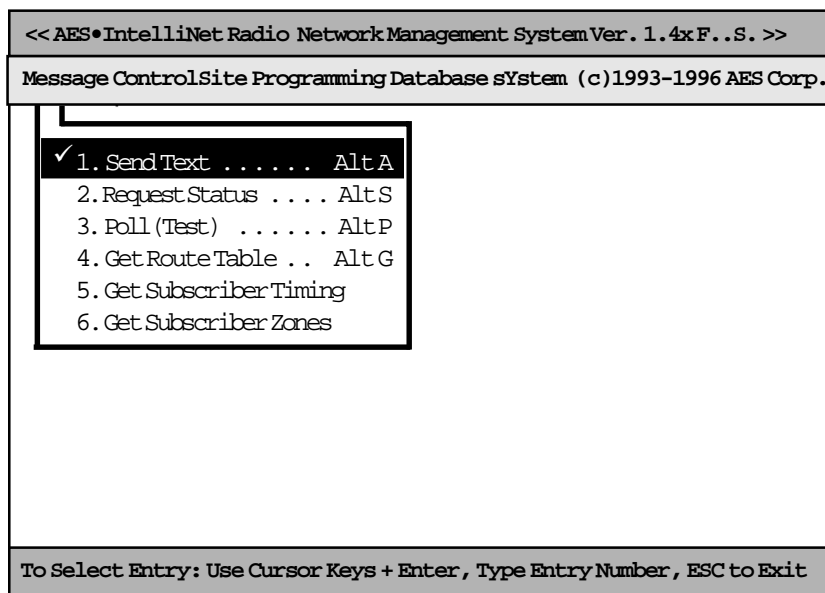 << AES•IntelliNet Radio Network Management System Ver. 1.4x F..S. >>
Message Control Site Programming Database sYstem (c)1993-1996 AES Corp.
✓ 1. Send Text ...... Alt A
2. Request Status .... Alt S
3. Poll (Test) ...... Alt P
4. Get Route Table .. Alt G
5. Get Subscriber Timing
6. Get Subscriber Zones
To Select Entry: Use Cursor Keys + Enter, Type Entry Number, ESC to Exit